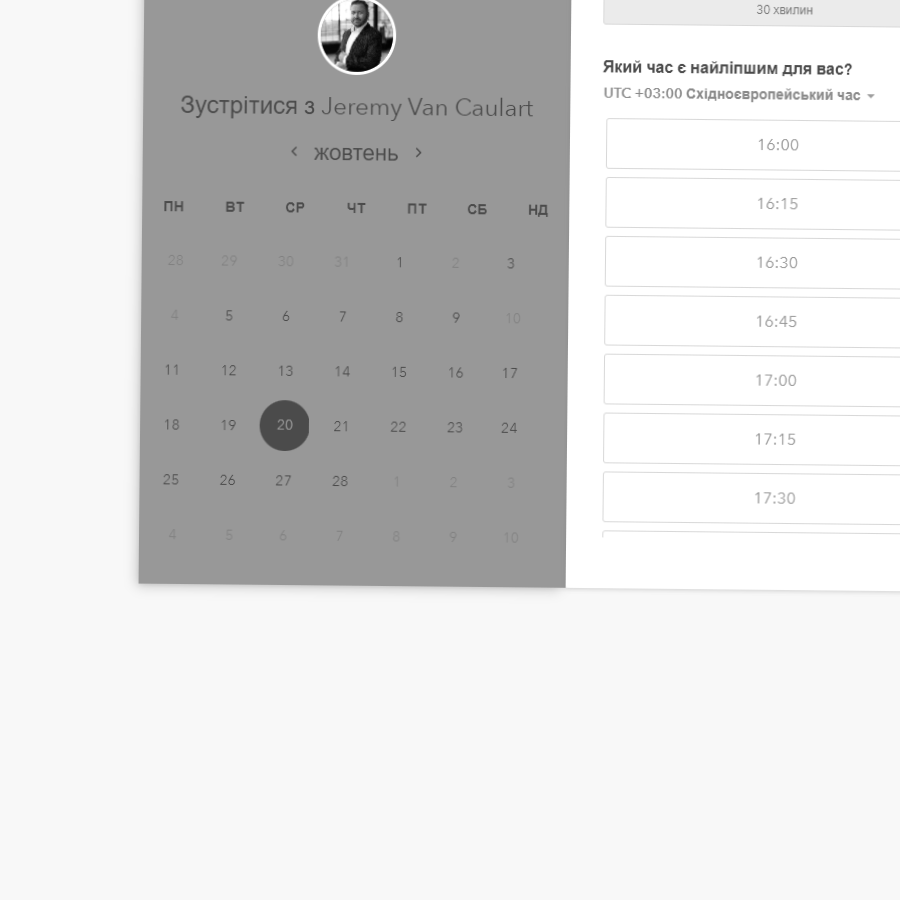 Зустрітися з Jeremy Van Caulart
жовтень
ПН ВТ СР ЧТ ПТ СБ НД
28 29 30 31 1 2 3
4 5 6 7 8 9 10
11 12 13 14 15 16 17
18 19 20 21 22 23 24
25 26 27 28 1 2 3
4 5 6 7 8 9 10
30 хвилин
Який час є найліпшим для вас?
UTC +03:00 Східноєвропейський час
16:00
16:15
16:30
16:45
17:00
17:15
17:30